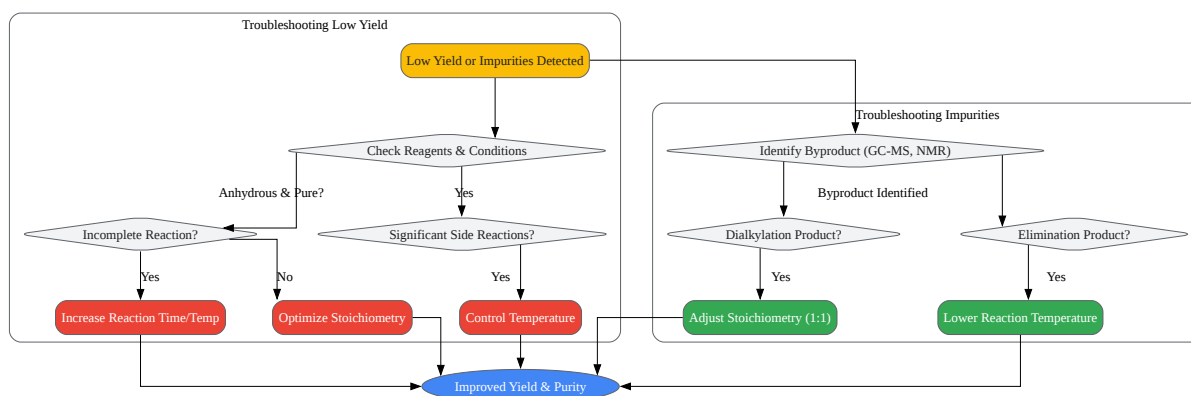 Troubleshooting Low Yield
Low Yield or Impurities Detected
Troubleshooting Impurities
Check Reagents & Conditions
Identify Byproduct (GC-MS, NMR)
Anhydrous & Pure?
Yes
Byproduct Identified
Incomplete Reaction?
Significant Side Reactions?
Dialkylation Product?
Elimination Product?
Yes
No
Yes
Yes
Yes
Increase Reaction Time/Temp
Optimize Stoichiometry
Control Temperature
Adjust Stoichiometry (1:1)
Lower Reaction Temperature
Improved Yield & Purity